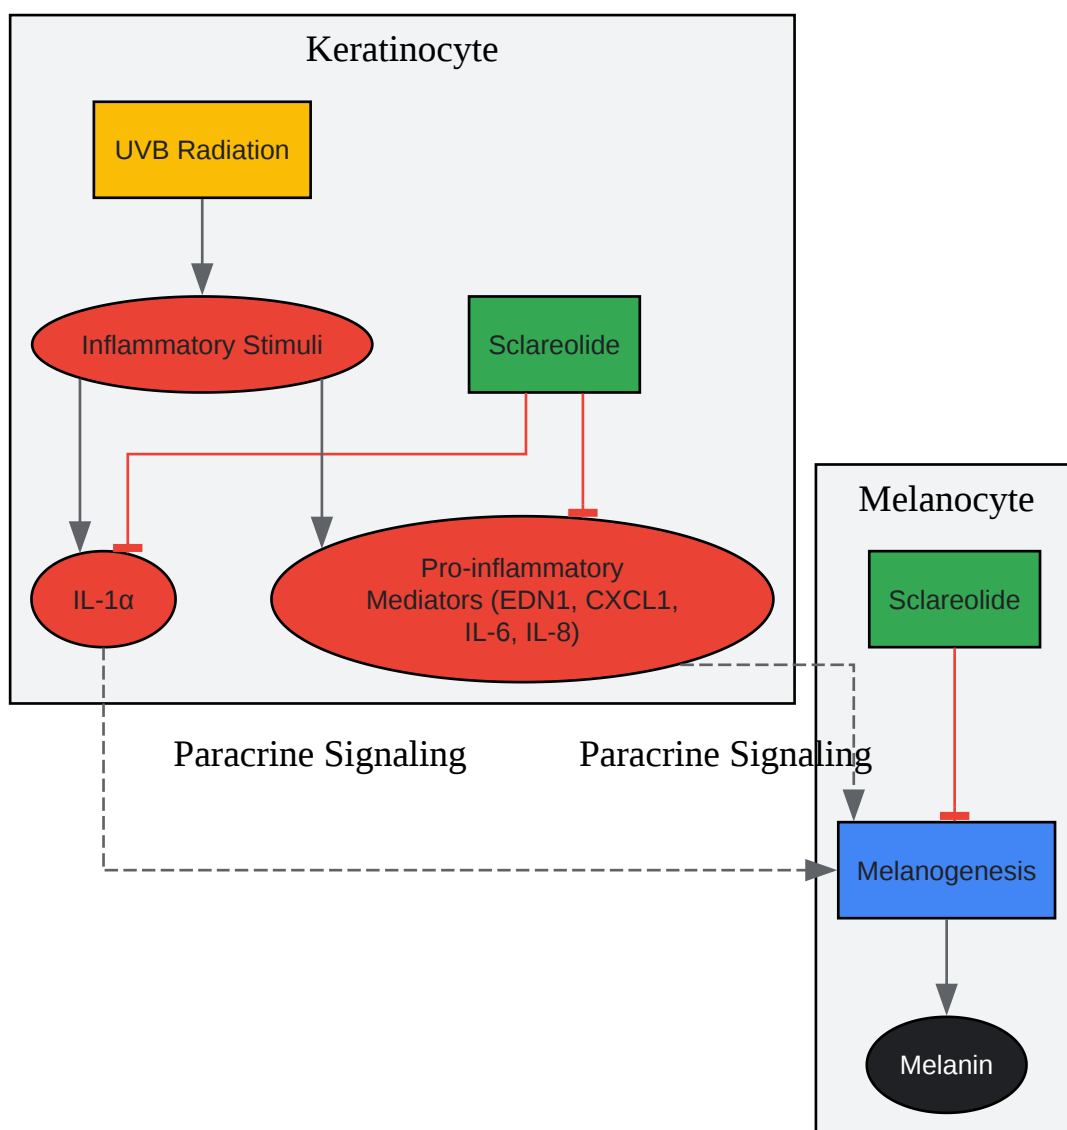 Keratinocyte
UVB Radiation
Inflammatory Stimuli
Sclareolide
Melanocyte
IL-1α
Pro-inflammatory
Mediators (EDN1, CXCL1,
IL-6, IL-8)
Sclareolide
Paracrine Signaling
Paracrine Signaling
Melanogenesis
Melanin